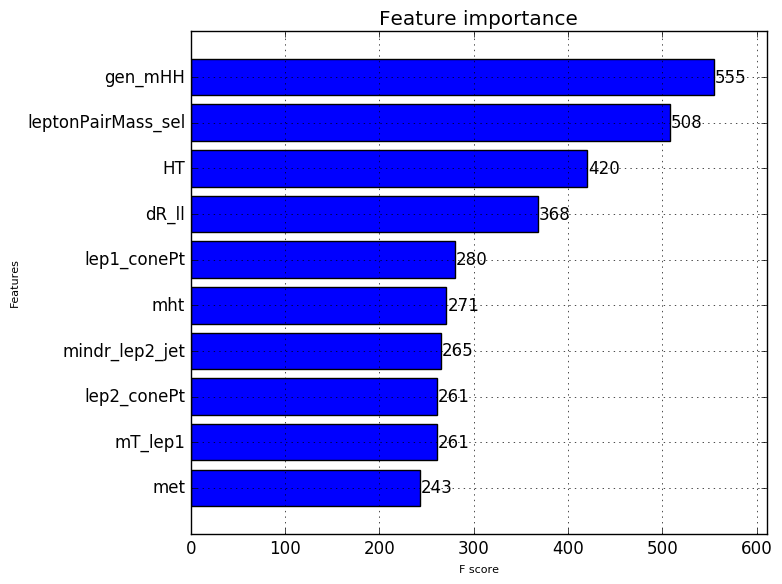 Feature importance
gen_mHH 555
leptonPairMass_sel 508
HT 420
dR_ll 368
lep1_conePt 280
mht 271
mindr_lep2_jet 265
lep2_conePt 261
mT_lep1 261
met 243
Features
0 100 200 300 400 500 600
F score